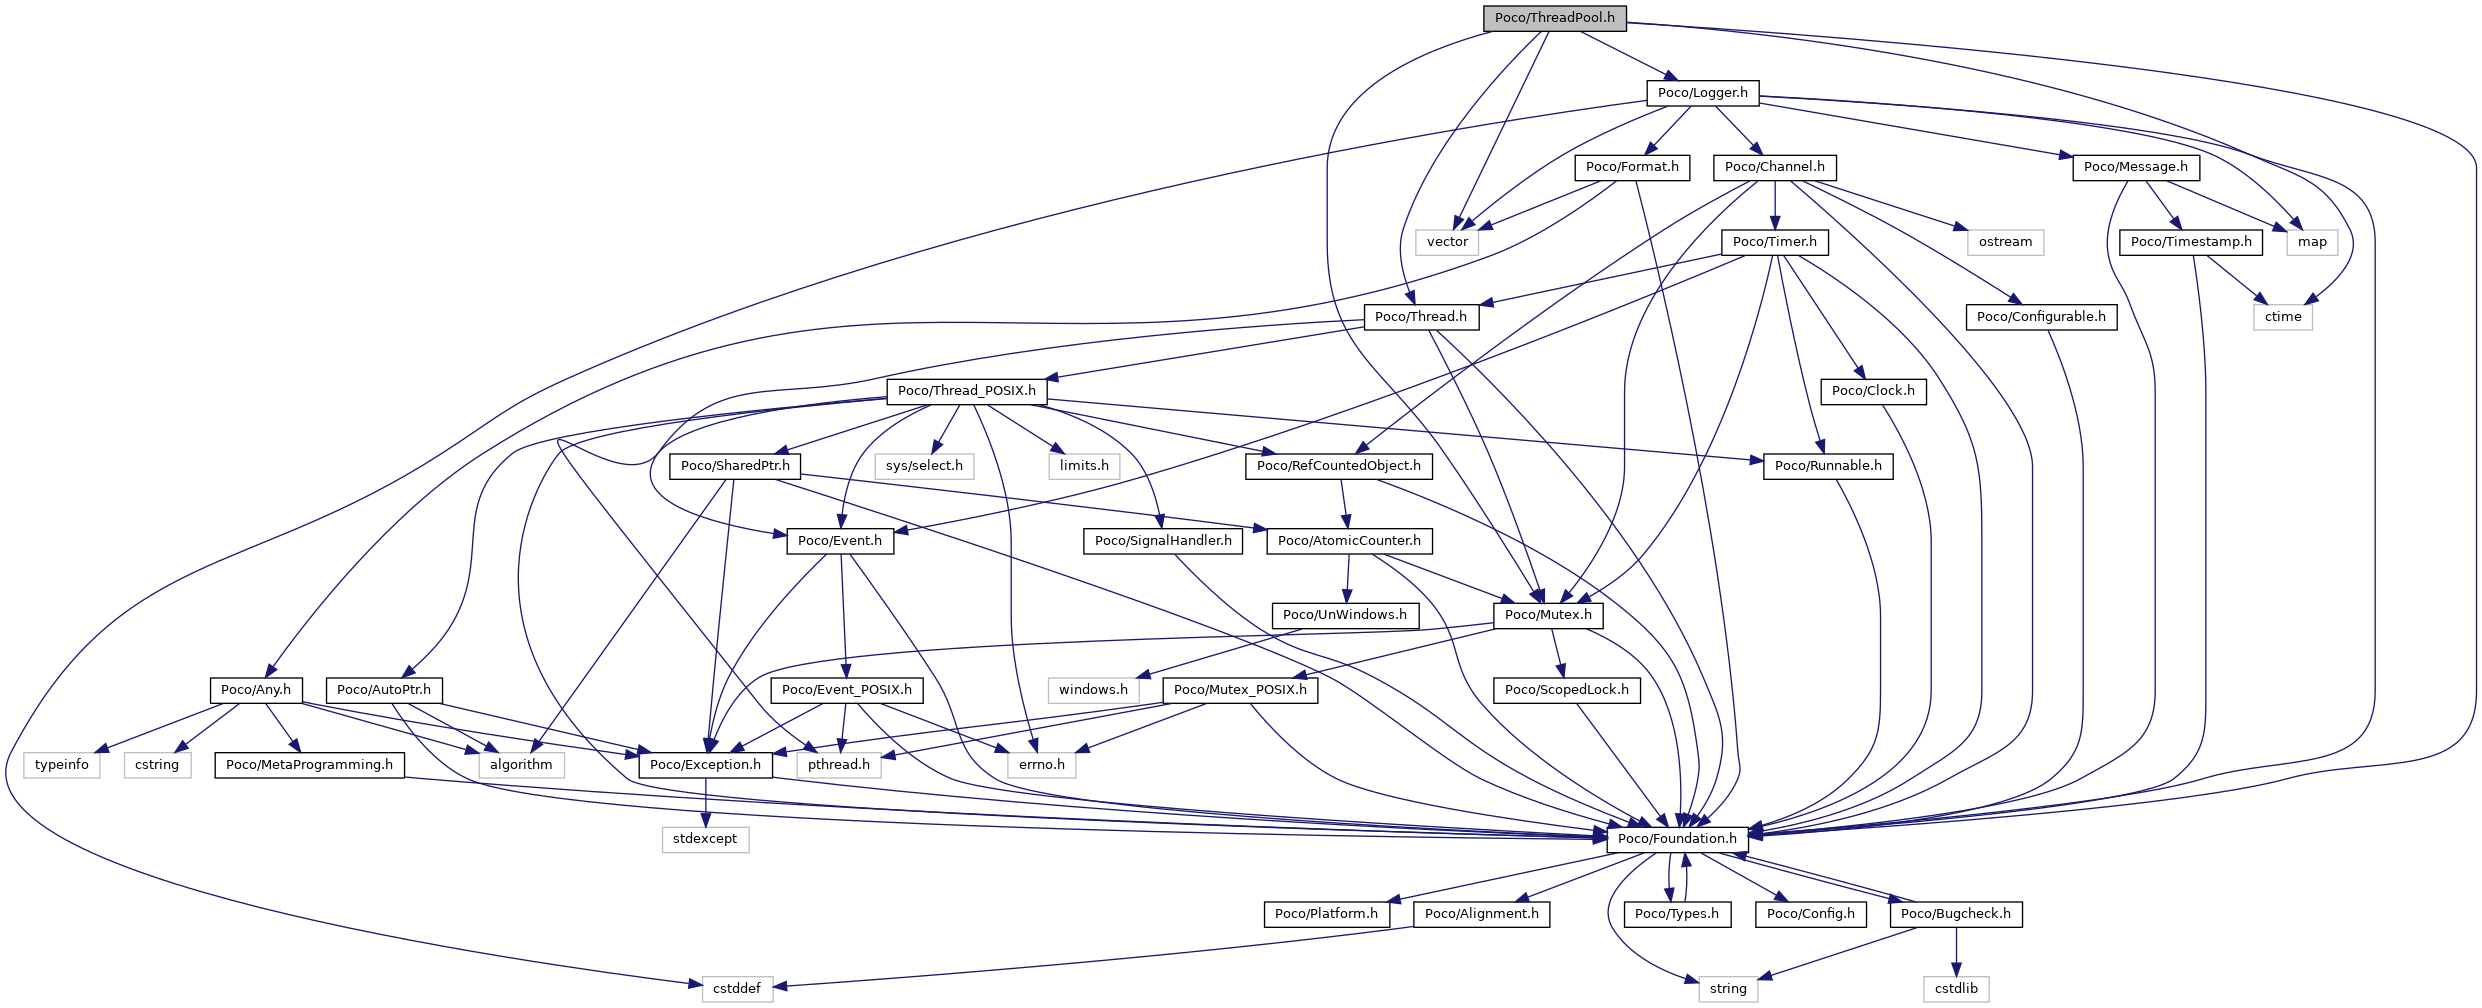 Poco/ThreadPool.h
Poco/Logger.h
Poco/Format.h
Poco/Channel.h
Poco/Message.h
vector
Poco/Timer.h
ostream
Poco/Timestamp.h
map
Poco/Thread.h
Poco/Configurable.h
ctime
Poco/Thread_POSIX.h
Poco/Clock.h
Poco/SharedPtr.h
sys/select.h
limits.h
Poco/RefCountedObject.h
Poco/Runnable.h
Poco/Event.h
Poco/SignalHandler.h
Poco/AtomicCounter.h
Poco/UnWindows.h
Poco/Mutex.h
Poco/Any.h
Poco/AutoPtr.h
Poco/Event_POSIX.h
windows.h
Poco/Mutex_POSIX.h
Poco/ScopedLock.h
typeinfo
cstring
Poco/MetaProgramming.h
algorithm
Poco/Exception.h
pthread.h
errno.h
stdexcept
Poco/Foundation.h
Poco/Platform.h
Poco/Alignment.h
Poco/Types.h
Poco/Config.h
Poco/Bugcheck.h
cstddef
string
cstdlib